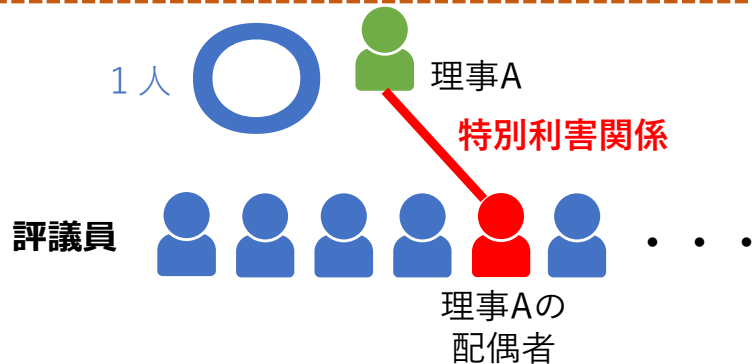 1人
理事A
特別利害関係
評議員
・・・
理事Aの
配偶者